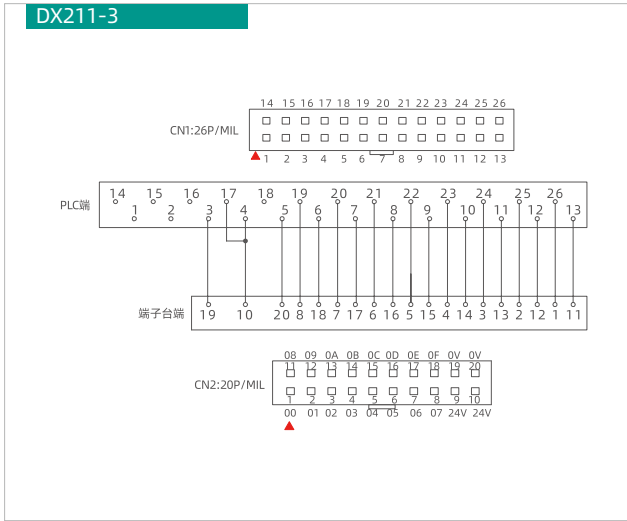 DX211-3
14 15 16 17 18 19 20 21 22 23 24 25 26
CN1:26P/MIL
1 2 3 4 5 6 7 8 9 10 11 12 13
14 15 16 17 18 19 20 21 22 23 24 25 26
PLC端
1 2 3 4 5 6 7 8 9 10 11 12 13
端子台端
19 10 20 8 18 7 17 6 16 5 15 4 14 3 13 2 12 1 11
08 09 0A 0B 0C 0D 0E 0F 0V 0V
11 12 13 14 15 16 17 18 19 20
CN2:20P/MIL
1 2 3 4 5 6 7 8 9 10
00 01 02 03 04 05 06 07 24V 24V